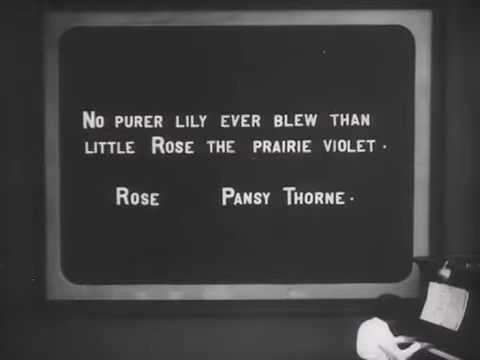 No purer lily ever blew than
little Rose the prairie violet.
Rose Pansy Thorne.